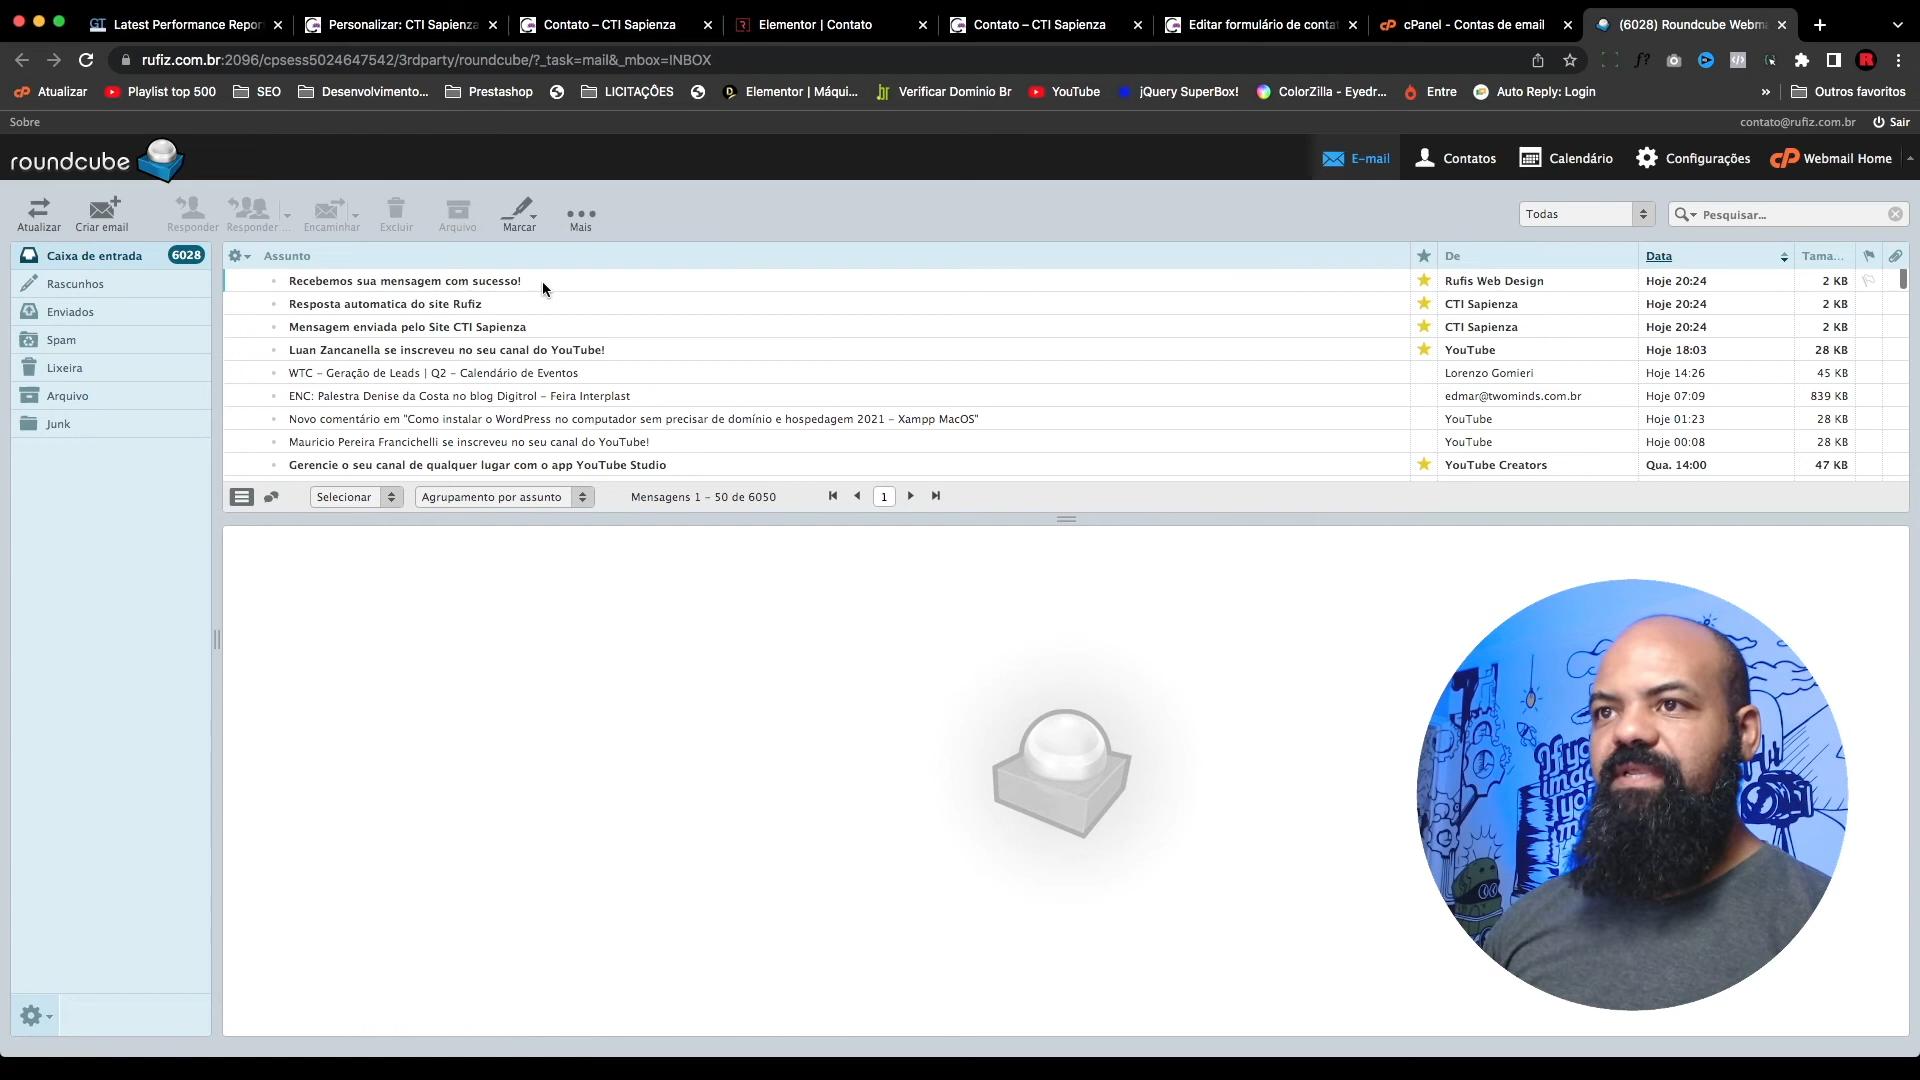 Latest Performance Repor
Personalizar: CTI Sapienza
Contato – CTI Sapienza
Elementor | Contato
Contato – CTI Sapienza
Editar formulário de conta
cPanel - Contas de email
(6028) Roundcube Webm
rufiz.com.br:2096/cpsess5024647542/3rdparty/roundcube/?_task=mail&_mbox=INBOX
Atualizar
Playlist top 500
SEO
Desenvolvimento...
Prestashop
LICITAÇÕES
Elementor | Máqui...
Verificar Dominio Br
YouTube
jQuery SuperBox!
ColorZilla - Eyedr...
Entre
Auto Reply: Login
»
Outros favoritos
Sobre
contato@rufiz.com.br
Sair
roundcube
E-mail
Contatos
Calendário
Configurações
cP Webmail Home
Atualizar
Criar email
Responder
Responder ...
Encaminhar
Excluir
Arquivo
Marcar
Mais
Todas
Pesquisar...
Caixa de entrada 6028
Rascunhos
Enviados
Spam
Lixeira
Arquivo
Junk
Assunto De Data Tama...
Recebemos sua mensagem com sucesso! Rufis Web Design Hoje 20:24 2 KB
Resposta automatica do site Rufiz CTI Sapienza Hoje 20:24 2 KB
Mensagem enviada pelo Site CTI Sapienza CTI Sapienza Hoje 20:24 2 KB
Luan Zancanella se inscreveu no seu canal do YouTube! YouTube Hoje 18:03 28 KB
WTC – Geração de Leads | Q2 – Calendário de Eventos Lorenzo Gomieri Hoje 14:26 45 KB
ENC: Palestra Denise da Costa no blog Digitrol – Feira Interplast edmar@twominds.com.br Hoje 07:09 839 KB
Novo comentário em "Como instalar o WordPress no computador sem precisar de domínio e hospedagem 2021 – Xampp MacOS" YouTube Hoje 01:23 28 KB
Mauricio Pereira Francichelli se inscreveu no seu canal do YouTube! YouTube Hoje 00:08 28 KB
Gerencie o seu canal de qualquer lugar com o app YouTube Studio YouTube Creators Qua. 14:00 47 KB
Selecionar
Agrupamento por assunto
Mensagens 1 – 50 de 6050
1
If you